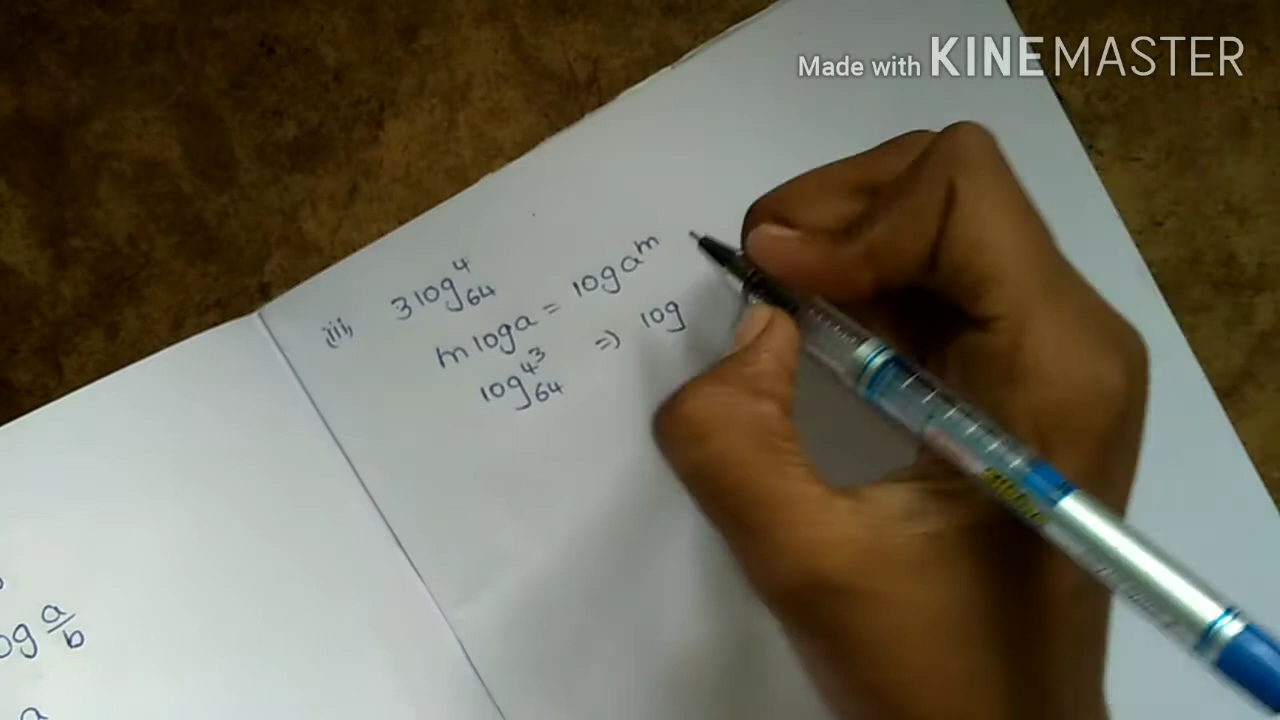 Made with KINEMASTER
(iii, 3 log₆₄⁴
m log a = log aᵐ
log₆₄⁴³ => log
og a/b
a